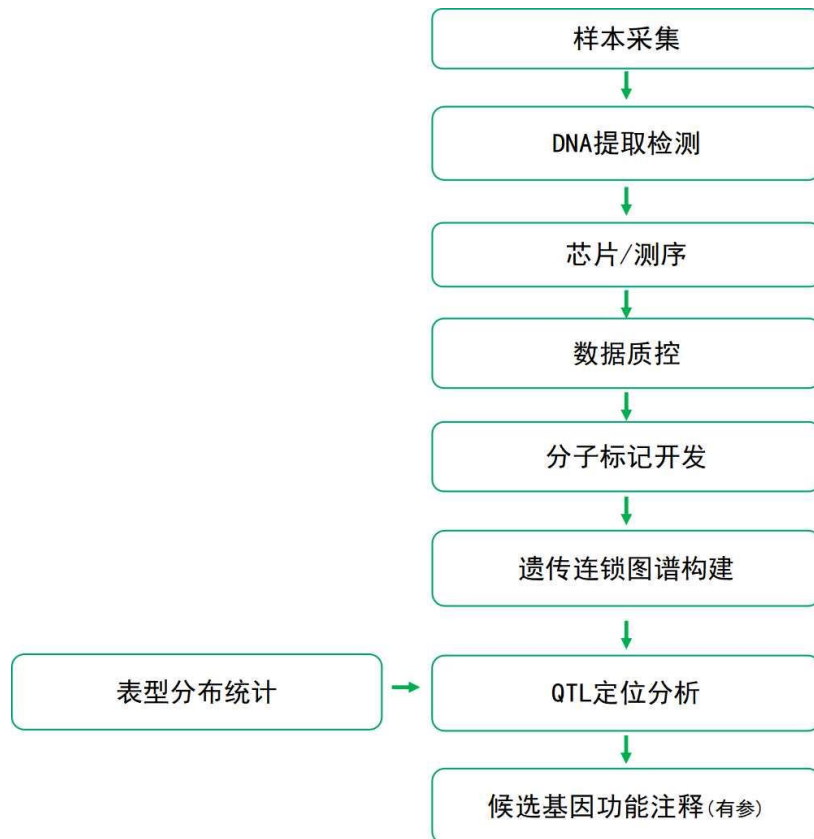 样本采集
DNA提取检测
芯片/测序
数据质控
分子标记开发
遗传连锁图谱构建
表型分布统计
QTL定位分析
候选基因功能注释(有参)